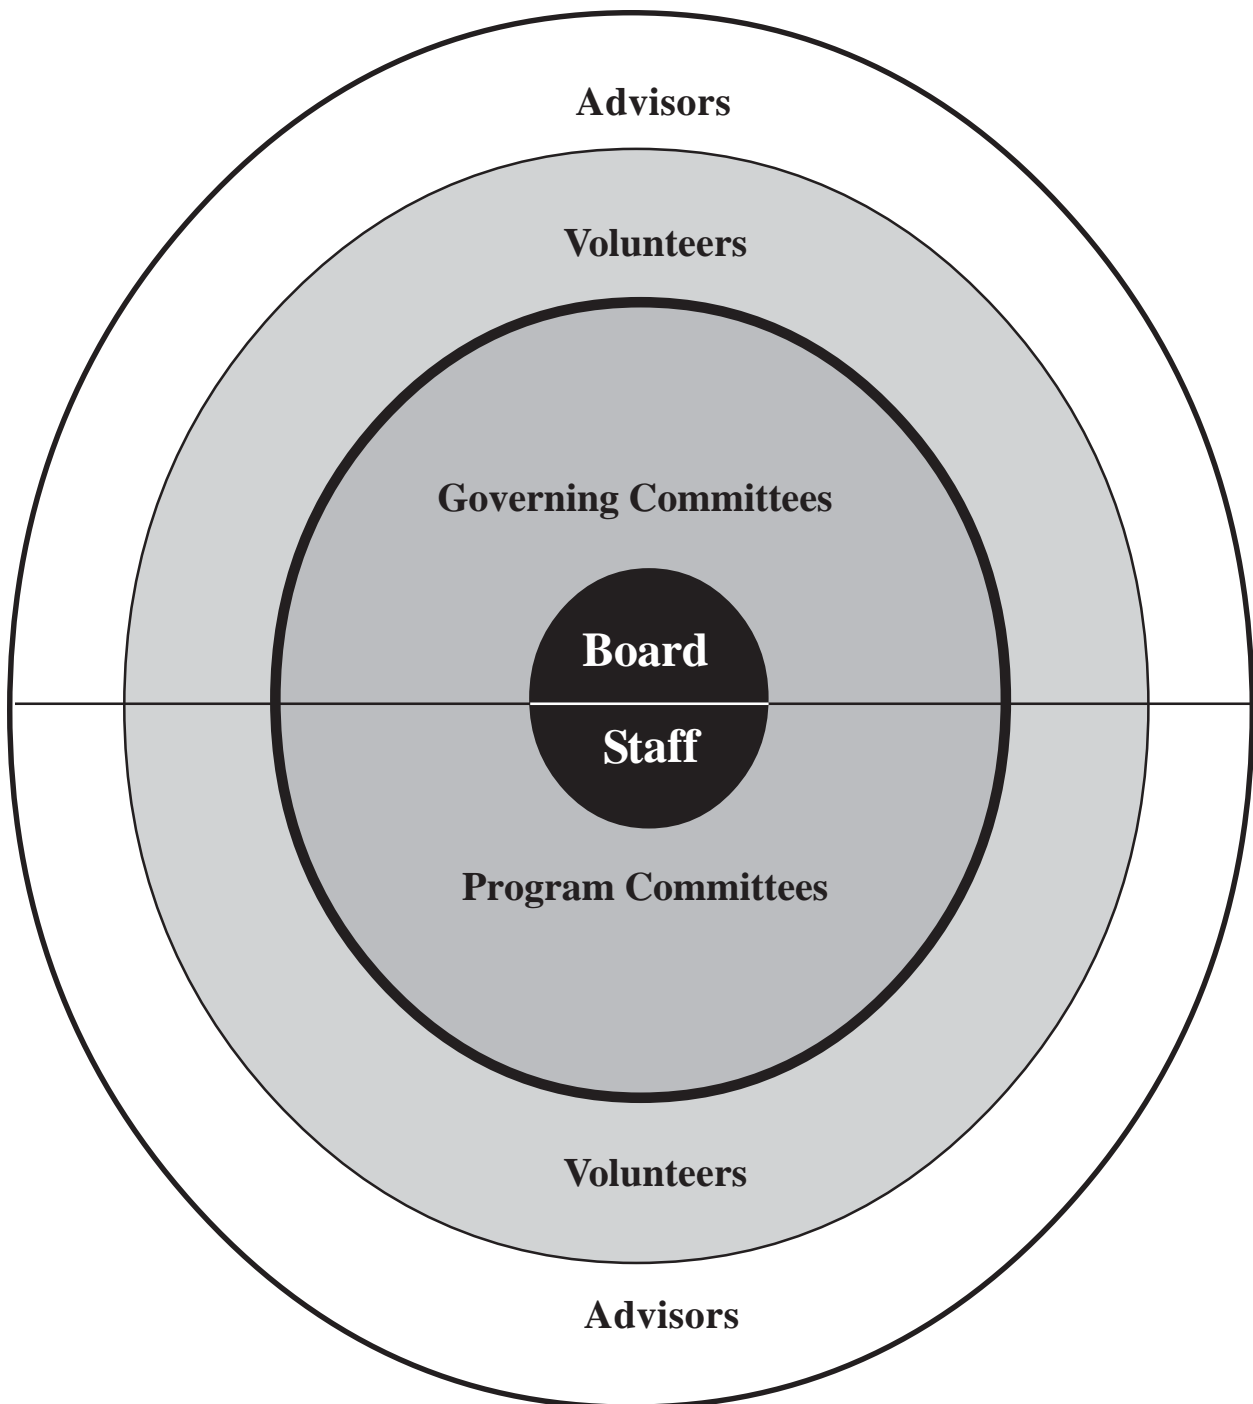 Advisors
Volunteers
Governing Committees
Board
Staff
Program Committees
Volunteers
Advisors